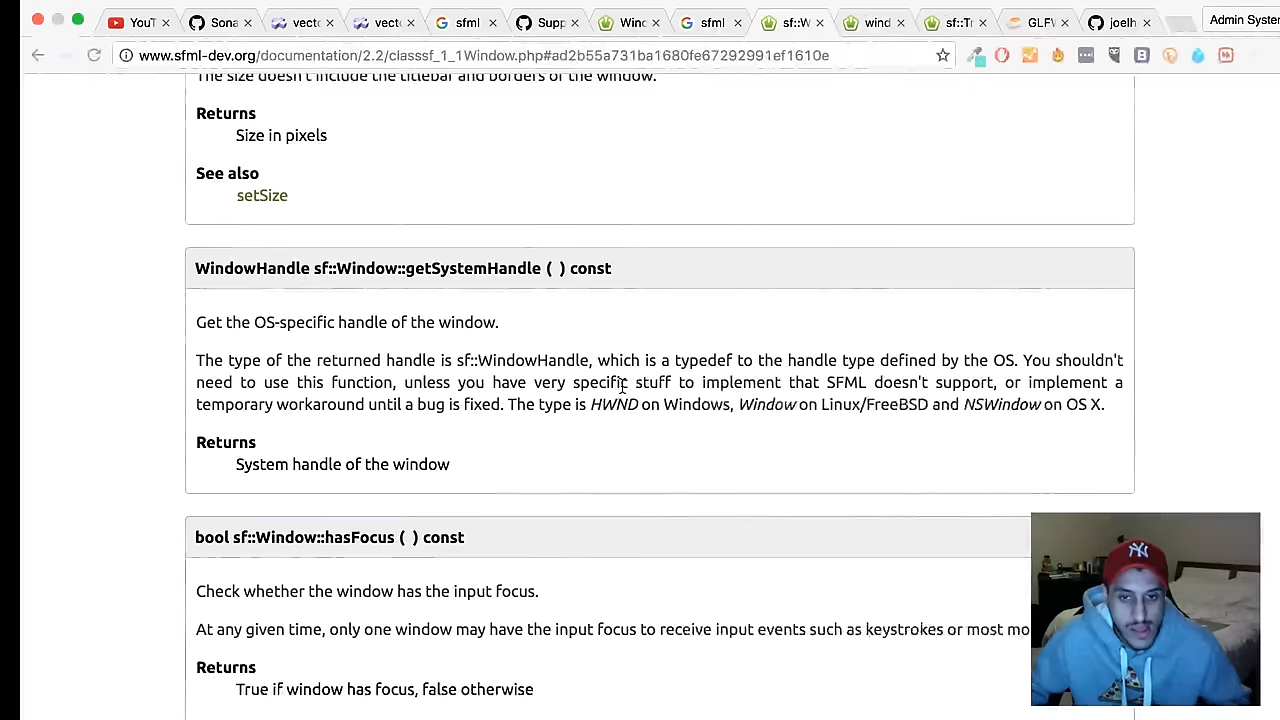 YouT
Sona
vecto
vecto
sfml
Supp
Wind
sfml
sf::W
wind
sf::Tr
GLFW
joelh
Admin System
www.sfml-dev.org/documentation/2.2/classsf_1_1Window.php#ad2b55a731ba1680fe67292991ef1610e
The size doesn't include the titlebar and borders of the window.
Returns
Size in pixels
See also
setSize
WindowHandle sf::Window::getSystemHandle ( ) const
Get the OS-specific handle of the window.
The type of the returned handle is sf::WindowHandle, which is a typedef to the handle type defined by the OS. You shouldn't
need to use this function, unless you have very specific stuff to implement that SFML doesn't support, or implement a
temporary workaround until a bug is fixed. The type is HWND on Windows, Window on Linux/FreeBSD and NSWindow on OS X.
Returns
System handle of the window
bool sf::Window::hasFocus ( ) const
Check whether the window has the input focus.
At any given time, only one window may have the input focus to receive input events such as keystrokes or most mo
Returns
True if window has focus, false otherwise